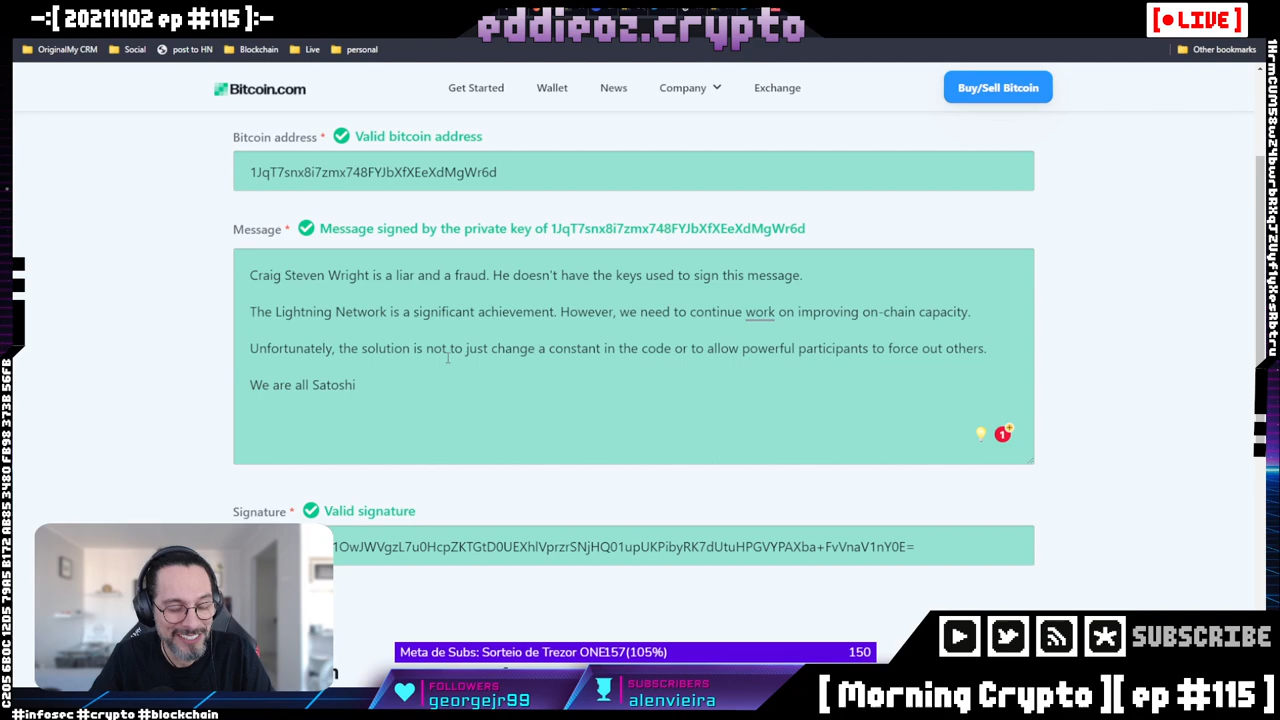 -:[ 20211102 ep #115 ]:-
eddieoz.crypto
[ • LIVE ]
OriginalMy CRM
Social
post to HN
Blockchain
Live
personal
Other bookmarks
Bitcoin.com
Get Started
Wallet
News
Company
Exchange
Buy/Sell Bitcoin
Bitcoin address * Valid bitcoin address
1JqT7snx8i7zmx748FYJbXfXEeXdMgWr6d
Message * Message signed by the private key of 1JqT7snx8i7zmx748FYJbXfXEeXdMgWr6d
Craig Steven Wright is a liar and a fraud. He doesn't have the keys used to sign this message.
The Lightning Network is a significant achievement. However, we need to continue work on improving on-chain capacity.
Unfortunately, the solution is not to just change a constant in the code or to allow powerful participants to force out others.
We are all Satoshi
1
Signature * Valid signature
1OwJWVgzL7u0HcpZKTGtD0UEXhlVprzrSNjHQ01upUKPibyRK7dUtuHPGVYPAXba+FvVnaV1nY0E=
Meta de Subs: Sorteio de Trezor ONE157(105%)
150
FOLLOWERS
georgejr99
SUBSCRIBERS
alenvieira
SUBSCRIBE
[ Morning Crypto ][ ep #115 ]
#infosec #crypto #blockchain